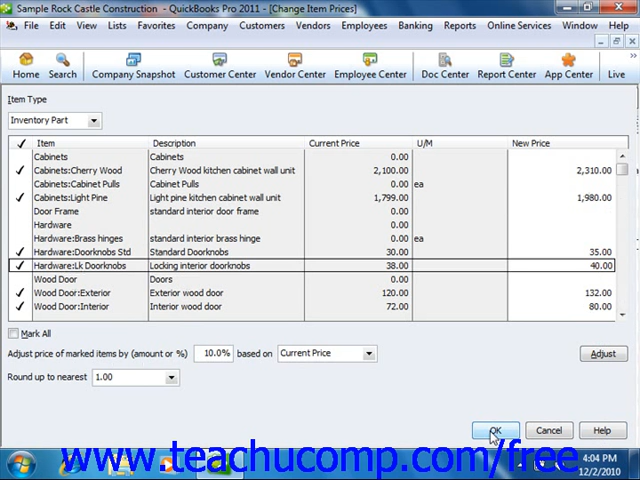 Sample Rock Castle Construction - QuickBooks Pro 2011 - [Change Item Prices]
File Edit View Lists Favorites Company Customers Vendors Employees Banking Reports Online Services Window Help
Home Search Company Snapshot Customer Center Vendor Center Employee Center Doc Center Report Center App Center Live
Item Type
Inventory Part
Item Description Current Price U/M New Price
Cabinets Cabinets 0.00
Cabinets:Cherry Wood Cherry Wood kitchen cabinet wall unit 2,100.00 2,310.00
Cabinets:Cabinet Pulls Cabinet Pulls 0.00 ea
Cabinets:Light Pine Light pine kitchen cabinet wall unit 1,799.00 1,980.00
Door Frame standard interior door frame 0.00
Hardware 0.00
Hardware:Brass hinges standard interior brass hinge 0.00 ea
Hardware:Doorknobs Std Standard Doorknobs 30.00 35.00
Hardware:Lk Doorknobs Locking interior doorknobs 38.00 40.00
Wood Door Doors 0.00
Wood Door:Exterior Exterior wood door 120.00 132.00
Wood Door:Interior Interior wood door 72.00 80.00
Mark All
Adjust price of marked items by (amount or %) 10.0% based on Current Price Adjust
Round up to nearest 1.00
OK Cancel Help
www.teachucomp.com/free
4:04 PM
12/2/2010